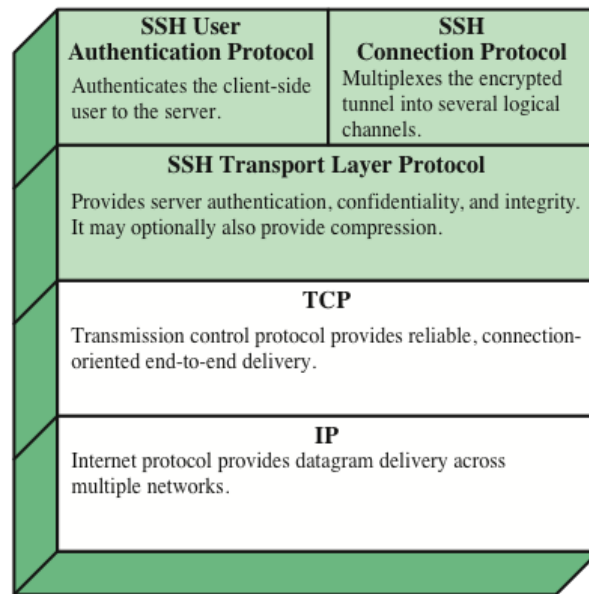 SSH User
Authentication Protocol
Authenticates the client-side
user to the server.
SSH
Connection Protocol
Multiplexes the encrypted
tunnel into several logical
channels.
SSH Transport Layer Protocol
Provides server authentication, confidentiality, and integrity.
It may optionally also provide compression.
TCP
Transmission control protocol provides reliable, connection-
oriented end-to-end delivery.
IP
Internet protocol provides datagram delivery across
multiple networks.